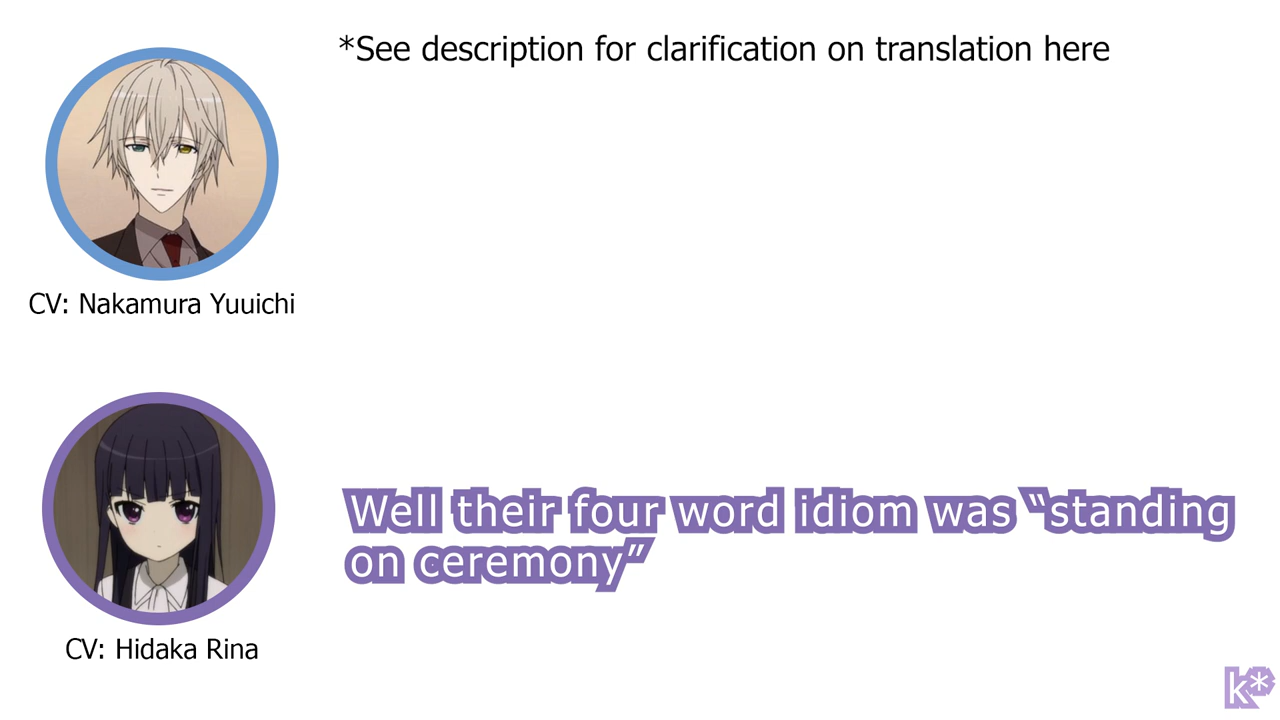 *See description for clarification on translation here
CV: Nakamura Yuuichi
Well their four word idiom was “standing
on ceremony”
CV: Hidaka Rina
k*